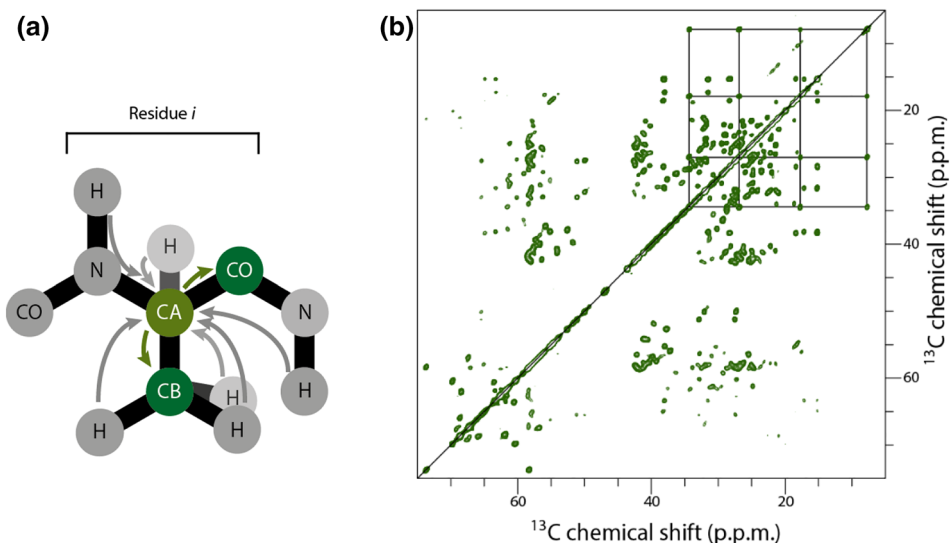 (a)
Residue i
H
H
CO
N
CO
CA
N
CB
H
H
H
H
(b)
20
40
60
13C chemical shift (p.p.m.)
60
40
20
13C chemical shift (p.p.m.)